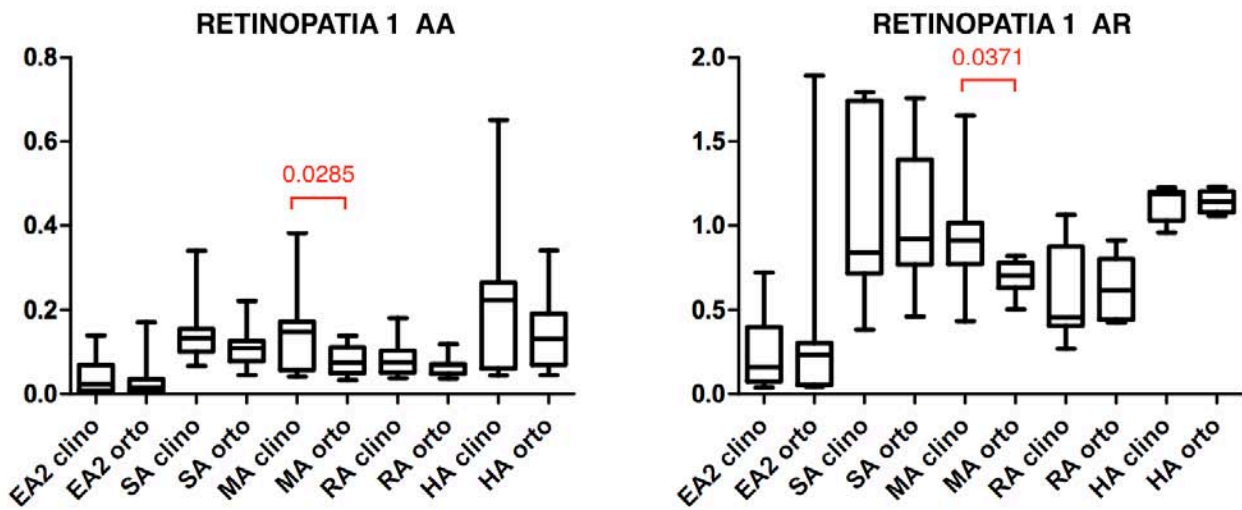 RETINOPATIA 1 AA
0.8
0.6
0.4
0.2
0.0
0.0285
EA2 clino
EA2 orto
SA clino
SA orto
MA clino
MA orto
RA clino
RA orto
HA clino
HA orto
RETINOPATIA 1 AR
2.0
1.5
1.0
0.5
0.0
0.0371
EA2 clino
EA2 orto
SA clino
SA orto
MA clino
MA orto
RA clino
RA orto
HA clino
HA orto